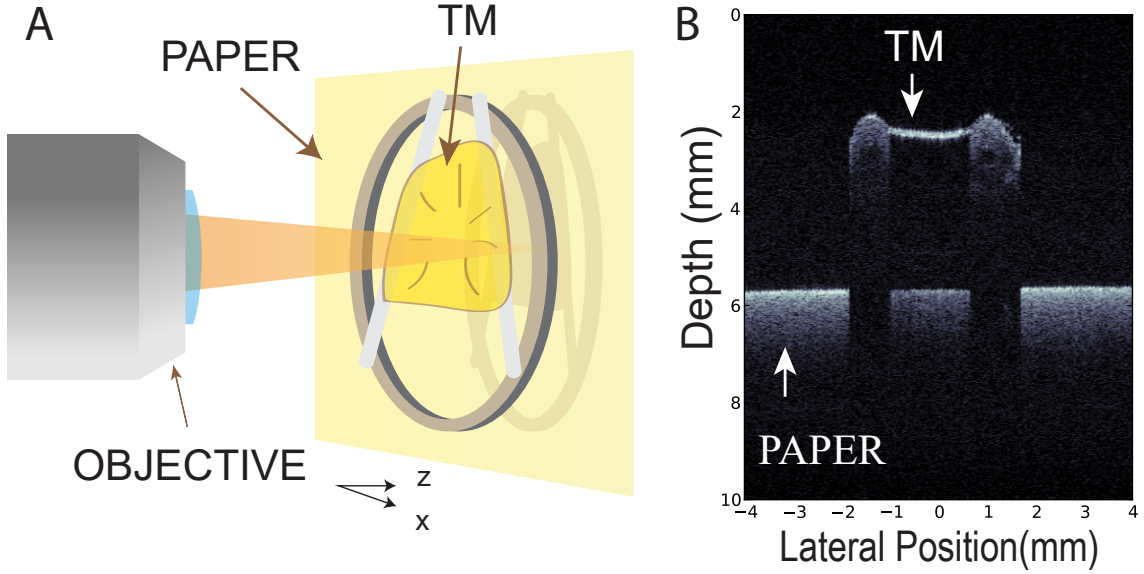 A
TM
PAPER
OBJECTIVE
z
x
B
TM
PAPER
Depth (mm)
0
2
4
6
8
10
−4
−3
−2
−1
0
1
2
3
4
Lateral Position(mm)